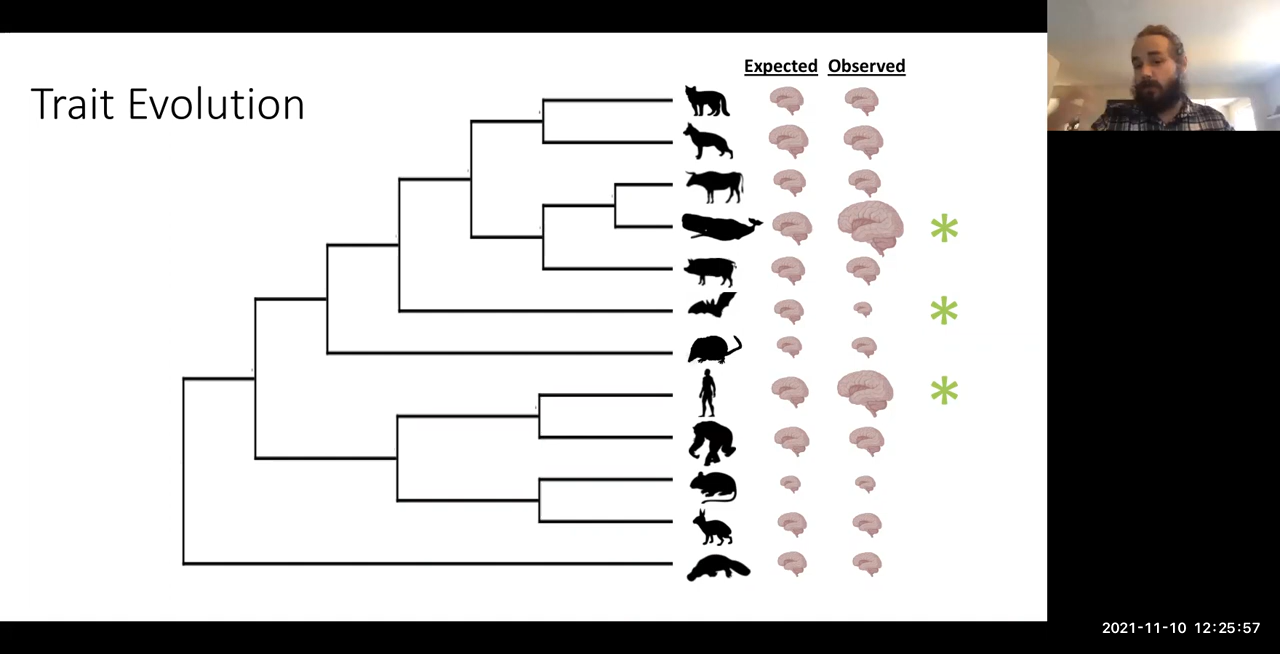 Expected Observed
Trait Evolution
*
*
*
2021-11-10 12:25:57